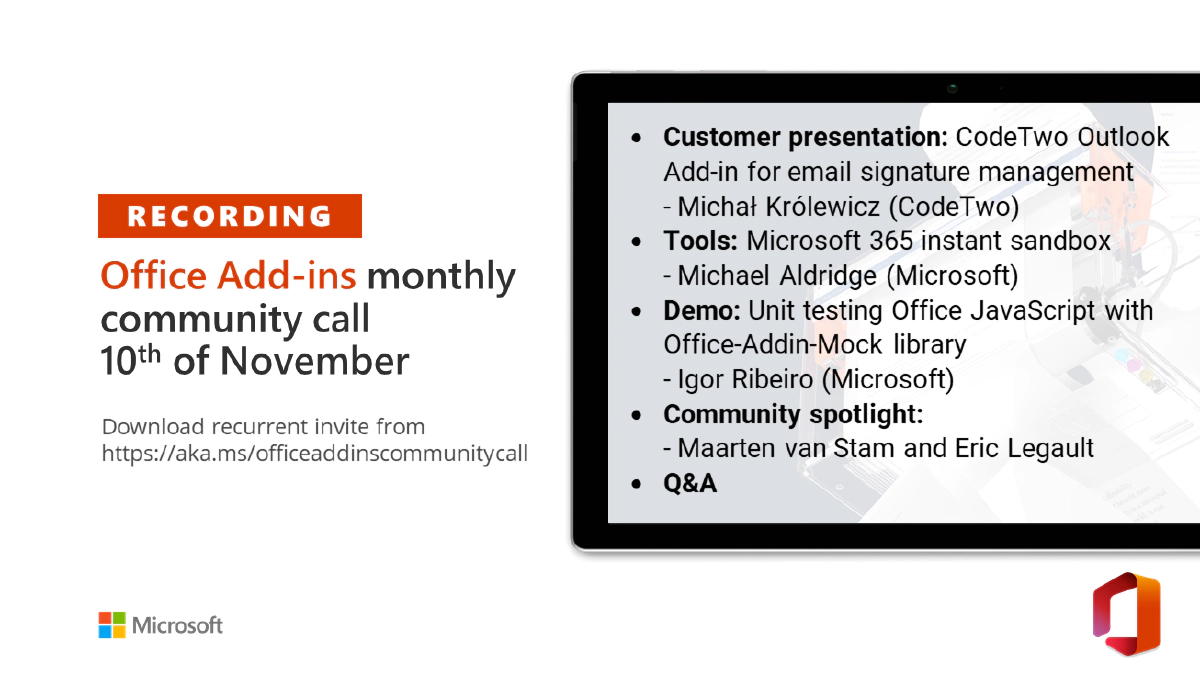 RECORDING
Office Add-ins monthly
community call
10th of November
Download recurrent invite from
https://aka.ms/officeaddinscommunitycall
Microsoft
• Customer presentation: CodeTwo Outlook
Add-in for email signature management
- Michał Królewicz (CodeTwo)
• Tools: Microsoft 365 instant sandbox
- Michael Aldridge (Microsoft)
• Demo: Unit testing Office JavaScript with
Office-Addin-Mock library
- Igor Ribeiro (Microsoft)
• Community spotlight:
- Maarten van Stam and Eric Legault
• Q&A